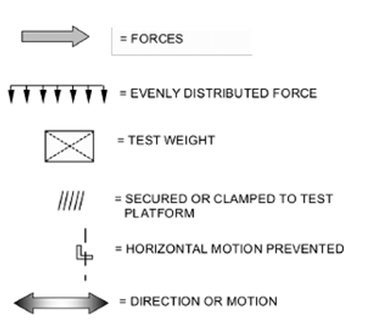 = FORCES
= EVENLY DISTRIBUTED FORCE
= TEST WEIGHT
= SECURED OR CLAMPED TO TEST
PLATFORM
= HORIZONTAL MOTION PREVENTED
= DIRECTION OR MOTION